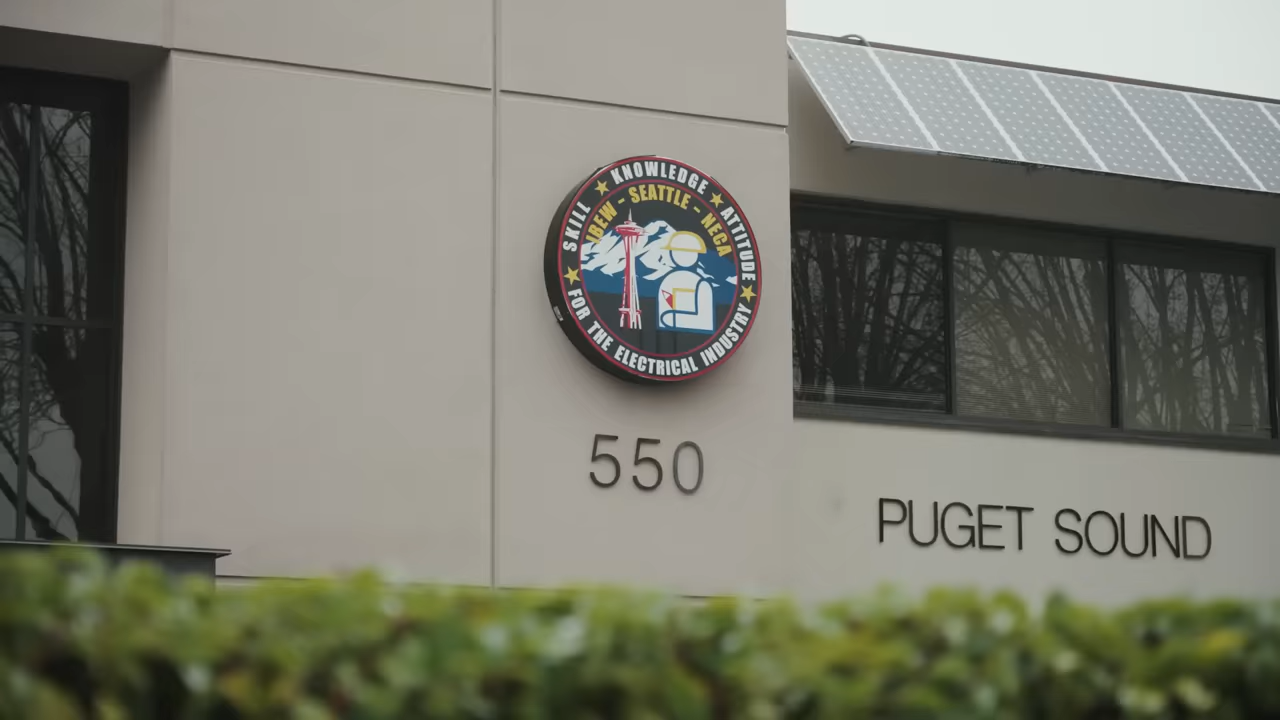 SKILL ★ KNOWLEDGE ★ ATTITUDE
IBEW - SEATTLE - NECA
★ FOR THE ELECTRICAL INDUSTRY ★
550
PUGET SOUND